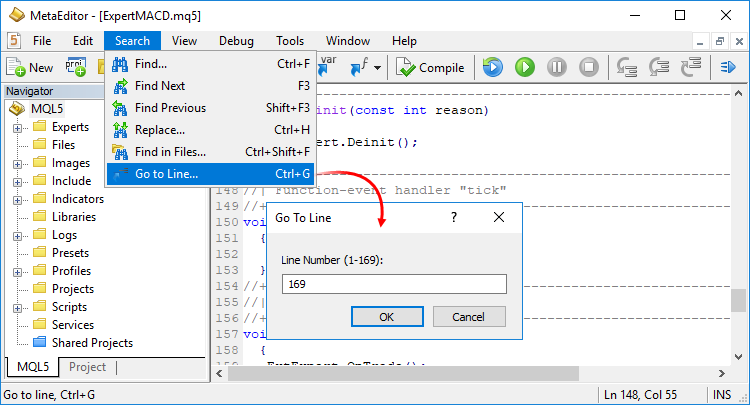 MetaEditor - [ExpertMACD.mq5]
File Edit Search View Debug Tools Window Help
New proj var f Compile
Navigator
MQL5
Experts
Files
Images
Include
Indicators
Libraries
Logs
Presets
Profiles
Projects
Scripts
Services
Shared Projects
MQL5 Project
Find... Ctrl+F
Find Next F3
Find Previous Shift+F3
Replace... Ctrl+H
Find in Files... Ctrl+Shift+F
Go to Line... Ctrl+G
init(const int reason)
ert.Deinit();
148 //| Function-event handler "tick"
149 //+
150 voi
151 {
152
153 }
154 //+
155 //|
156 //+
157 voi
158 {
ExtExpert.OnTrade();
Go To Line ?
Line Number (1-169):
169
OK Cancel
Go to line, Ctrl+G
Ln 148, Col 55
INS